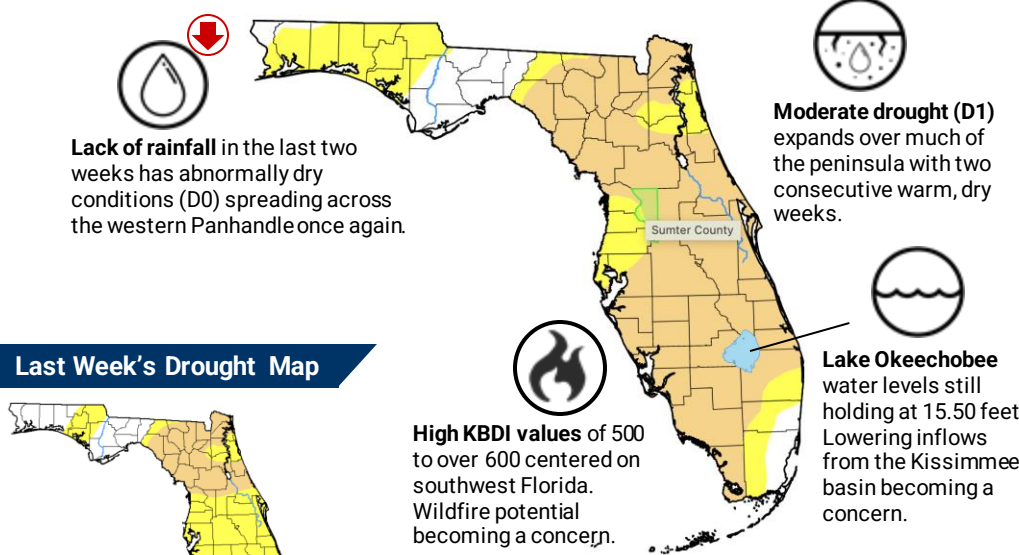 Lack of rainfall in the last two
weeks has abnormally dry
conditions (D0) spreading across
the western Panhandle once again.
Moderate drought (D1)
expands over much of
the peninsula with two
consecutive warm, dry
weeks.
Sumter County
Lake Okeechobee
water levels still
holding at 15.50 feet
Lowering inflows
from the Kissimmee
basin becoming a
concern.
High KBDI values of 500
to over 600 centered on
southwest Florida.
Wildfire potential
becoming a concern.
Last Week's Drought Map